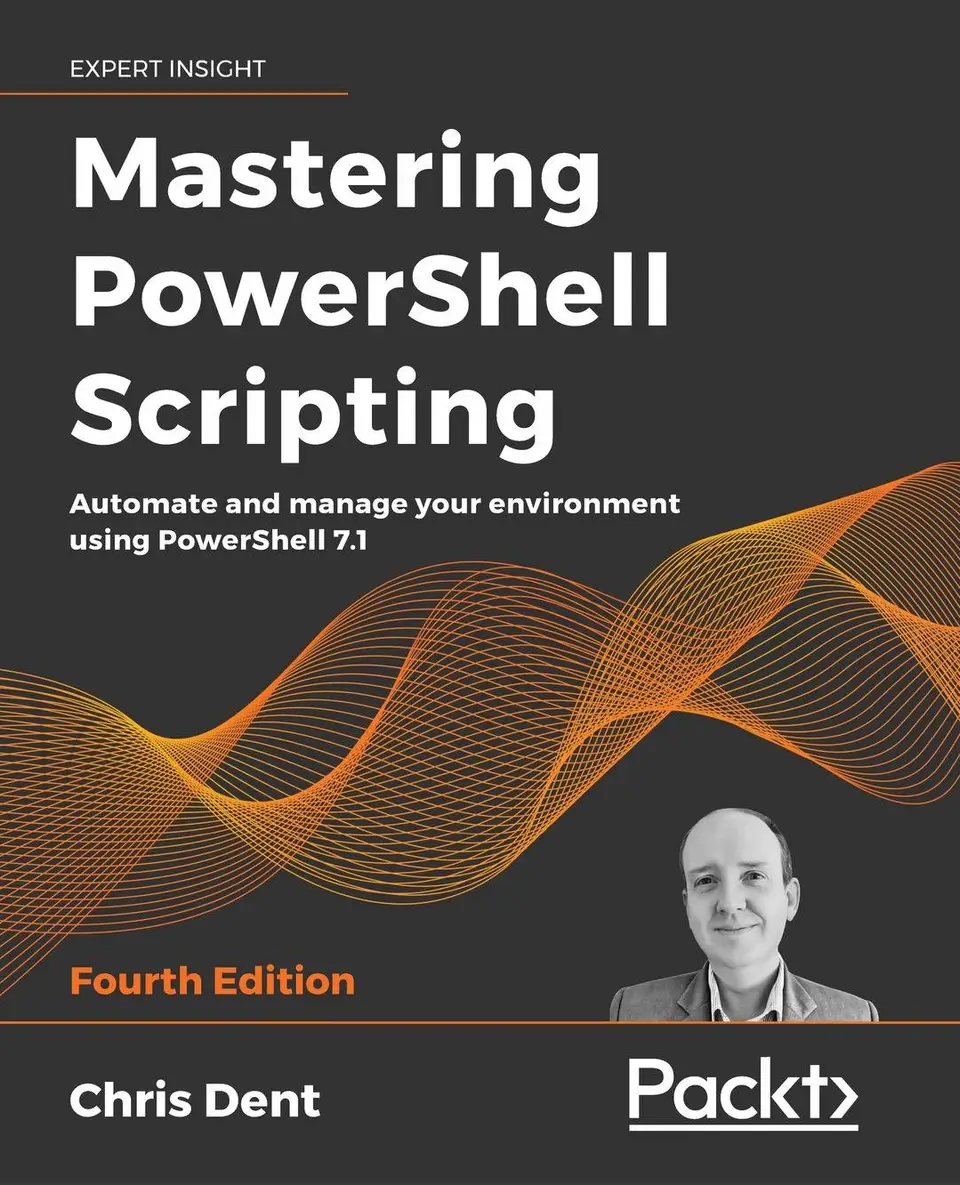 EXPERT INSIGHT
Mastering
PowerShell
Scripting
Automate and manage your environment
using PowerShell 7.1
Fourth Edition
Chris Dent
Packt